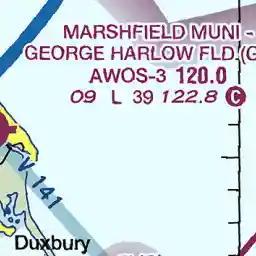 MARSHFIELD MUNI -
GEORGE HARLOW FLD (G
AWOS-3 120.0
09 L 39 122.8 C
V 141
Duxbury